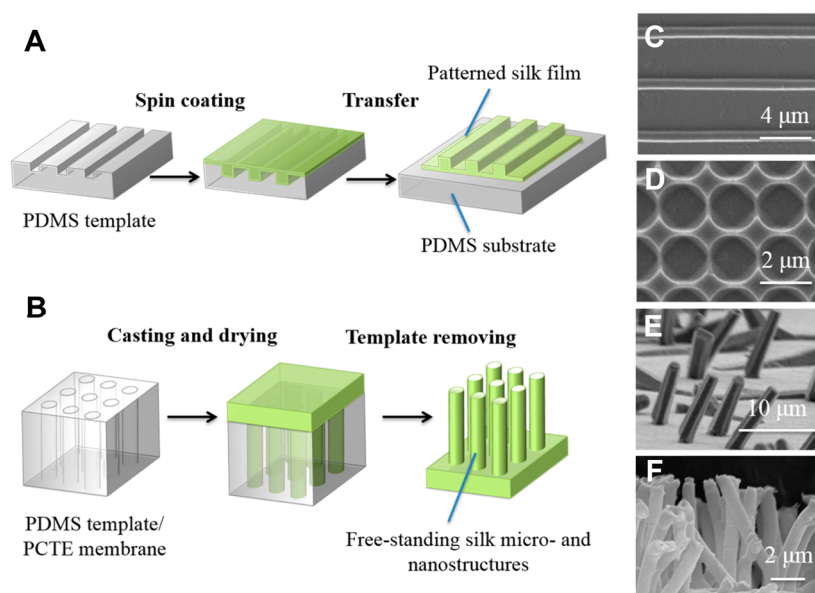 A
Spin coating
Transfer
Patterned silk film
PDMS template
PDMS substrate
B
Casting and drying
Template removing
PDMS template/
PCTE membrane
Free-standing silk micro- and
nanostructures
C
4 μm
D
2 μm
E
10 μm
F
2 μm